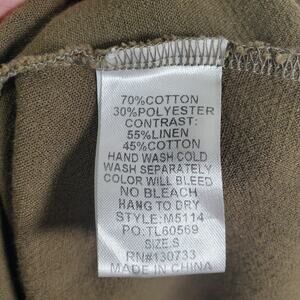 70%COTTON
30%POLYESTER
CONTRAST:
55%LINEN
45%COTTON
HAND WASH COLD
WASH SEPARATELY
COLOR WILL BLEED
NO BLEACH
HANG TO DRY
STYLE:M5114
PO:TL60569
SIZE:S
RN#130733
MADE IN CHINA